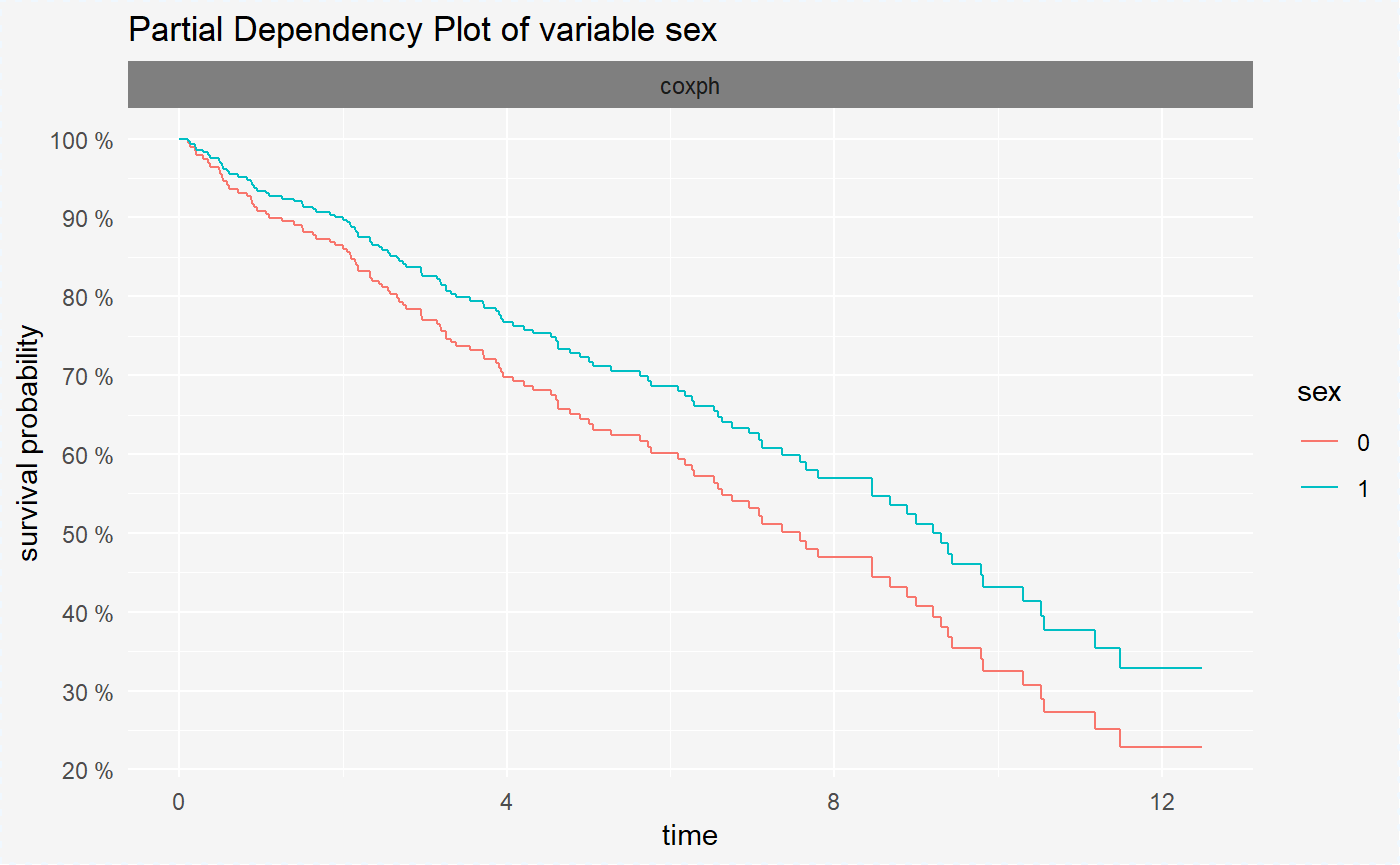 Partial Dependency Plot of variable sex
coxph
100 %
90 %
80 %
70 %
60 %
50 %
40 %
30 %
20 %
survival probability
0 4 8 12
time
sex
0
1